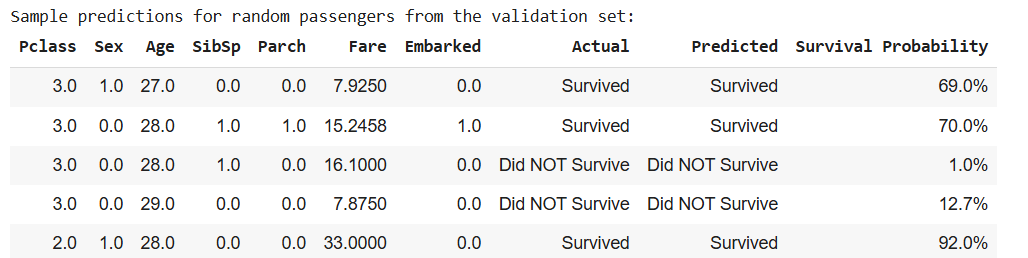 Sample predictions for random passengers from the validation set:
Pclass Sex Age SibSp Parch Fare Embarked Actual Predicted Survival Probability
3.0 1.0 27.0 0.0 0.0 7.9250 0.0 Survived Survived 69.0%
3.0 0.0 28.0 1.0 1.0 15.2458 1.0 Survived Survived 70.0%
3.0 0.0 28.0 1.0 0.0 16.1000 0.0 Did NOT Survive Did NOT Survive 1.0%
3.0 0.0 29.0 0.0 0.0 7.8750 0.0 Did NOT Survive Did NOT Survive 12.7%
2.0 1.0 28.0 0.0 0.0 33.0000 0.0 Survived Survived 92.0%